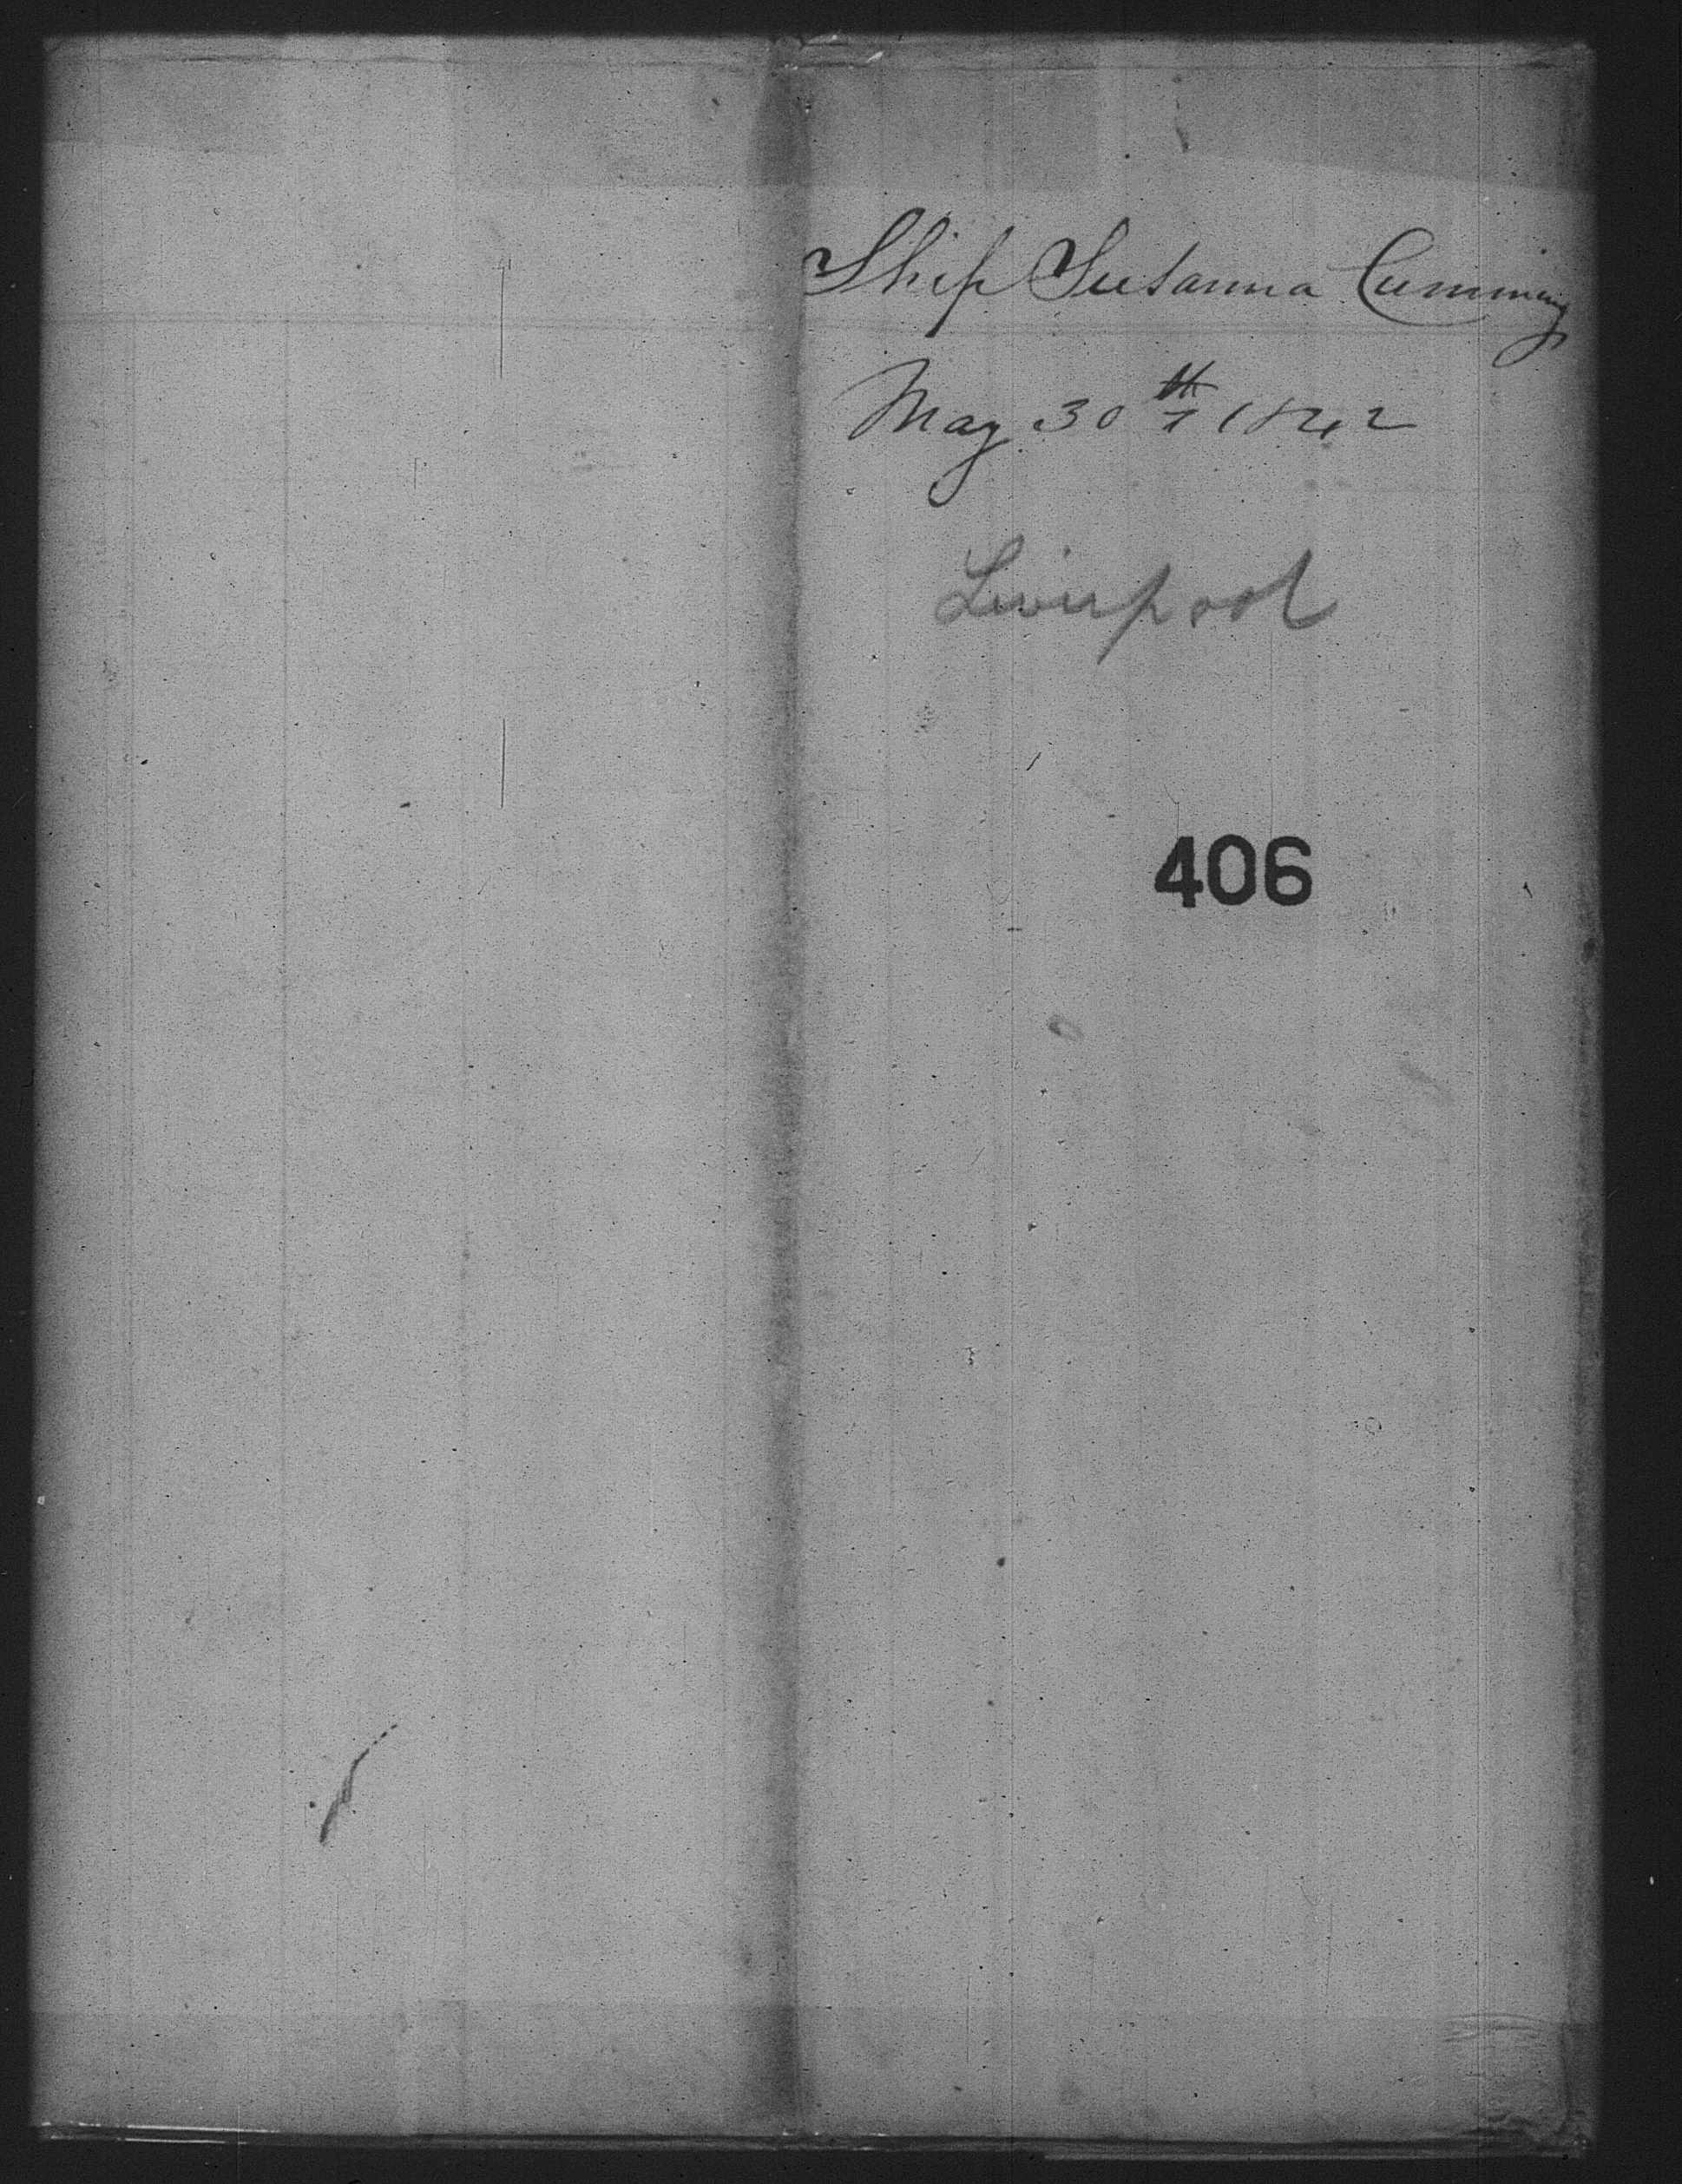 Ship Susanna Cumming
May 30th 1842
Liverpool
406